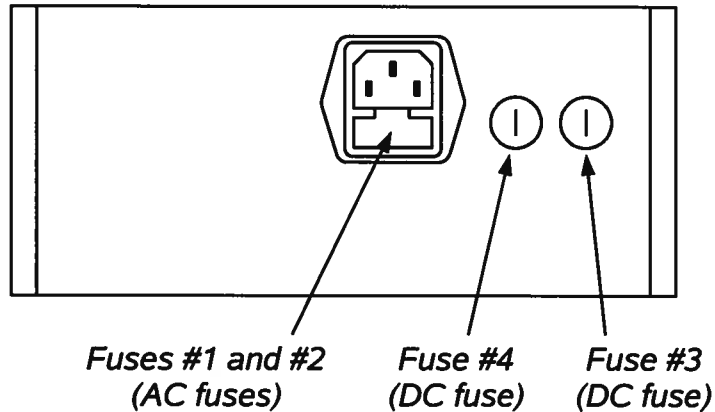 Fuses #1 and #2
(AC fuses)
Fuse #4
(DC fuse)
Fuse #3
(DC fuse)